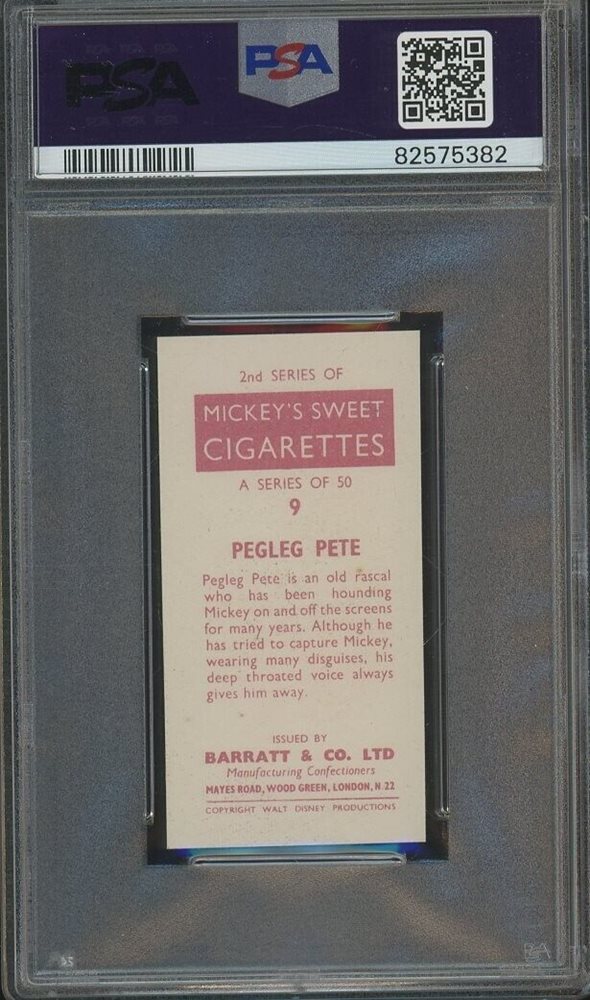 PSA
PSA
82575382
2nd SERIES OF
MICKEY'S SWEET
CIGARETTES
A SERIES OF 50
9
PEGLEG PETE
Pegleg Pete is an old rascal
who has been hounding
Mickey on and off the screens
for many years. Although he
has tried to capture Mickey,
wearing many disguises, his
deep throated voice always
gives him away.
ISSUED BY
BARRATT & CO. LTD
Manufacturing Confectioners
MAYES ROAD, WOOD GREEN, LONDON, N 22
COPYRIGHT WALT DISNEY PRODUCTIONS
PSA